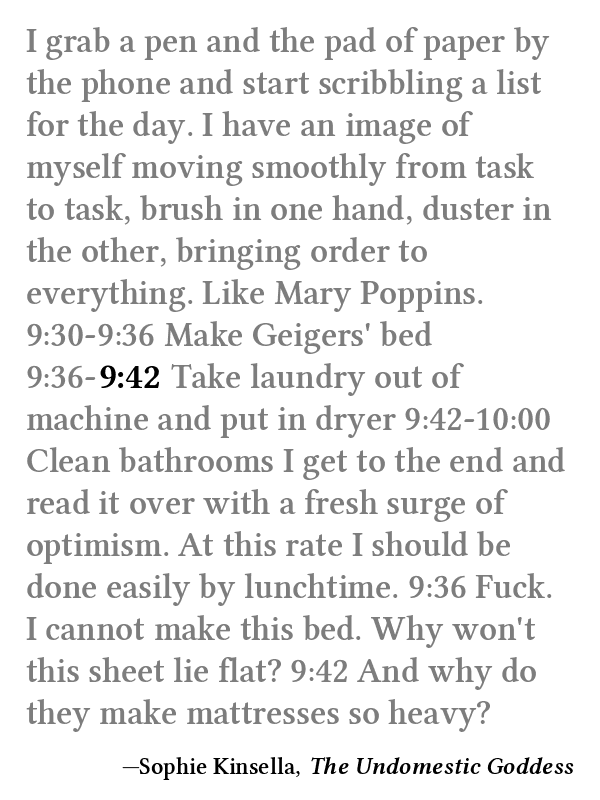 I grab a pen and the pad of paper by
the phone and start scribbling a list
for the day. I have an image of
myself moving smoothly from task
to task, brush in one hand, duster in
the other, bringing order to
everything. Like Mary Poppins.
9:30-9:36 Make Geigers' bed
9:36-9:42 Take laundry out of
machine and put in dryer 9:42-10:00
Clean bathrooms I get to the end and
read it over with a fresh surge of
optimism. At this rate I should be
done easily by lunchtime. 9:36 Fuck.
I cannot make this bed. Why won't
this sheet lie flat? 9:42 And why do
they make mattresses so heavy?
—Sophie Kinsella, The Undomestic Goddess